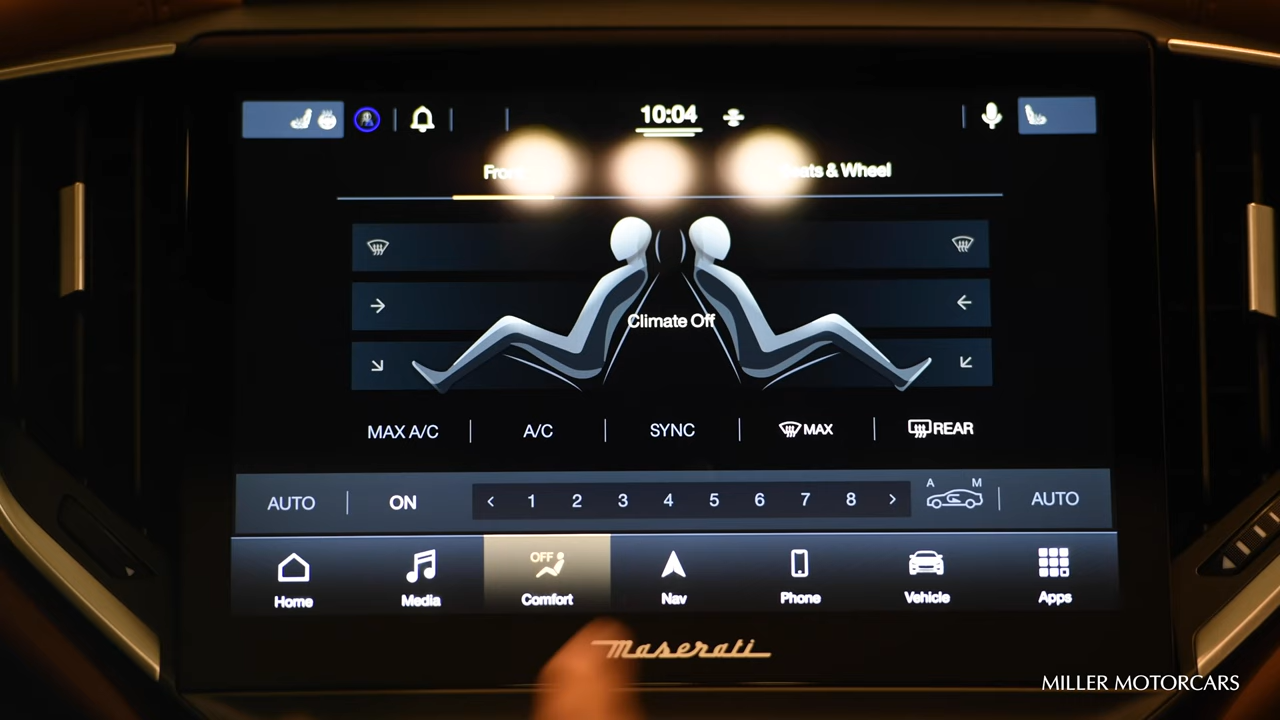 10:04
Seats & Wheel
Climate Off
MAX A/C A/C SYNC MAX REAR
AUTO ON 1 2 3 4 5 6 7 8 A M AUTO
OFF
Home Media Comfort Nav Phone Vehicle Apps
Maserati
MILLER MOTORCARS